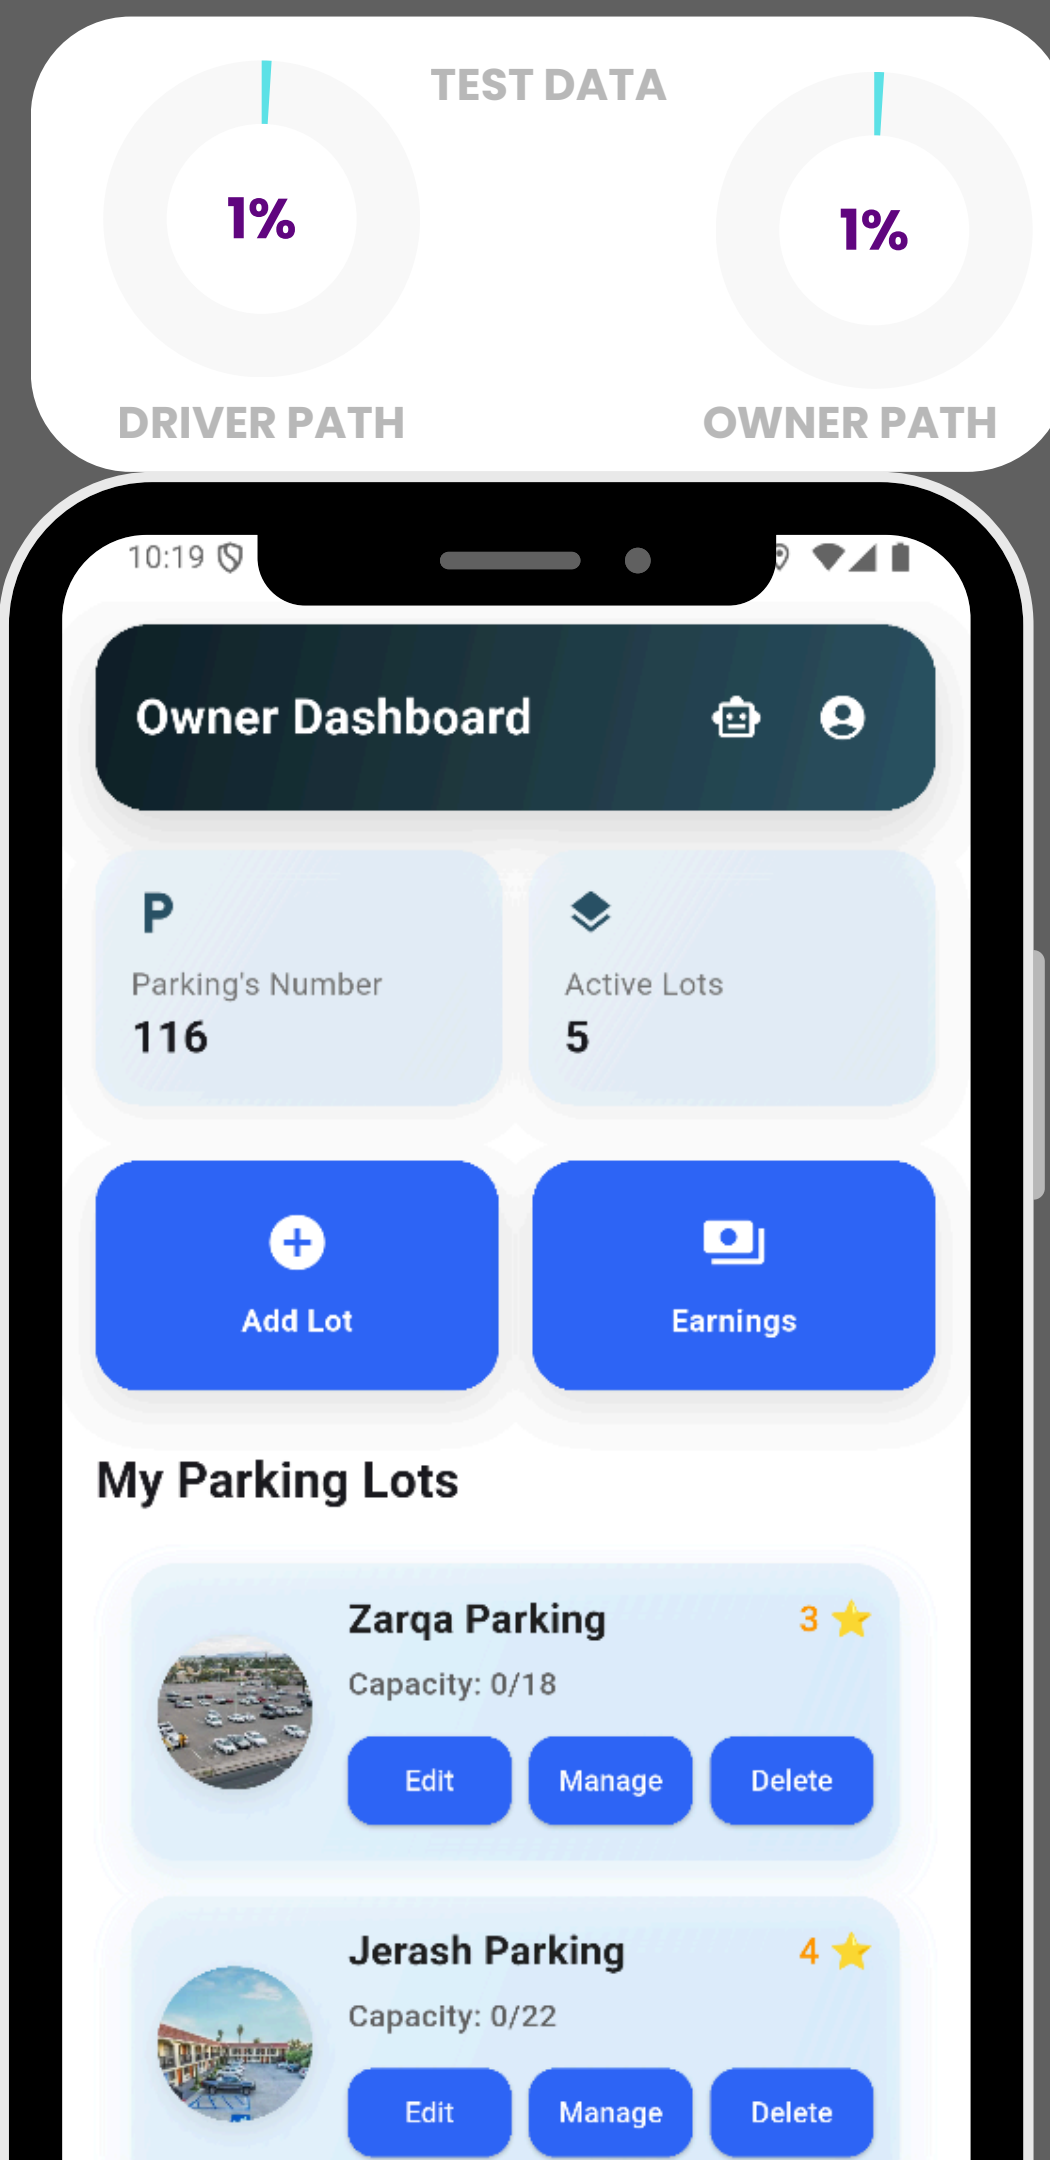 TEST DATA
1%
1%
DRIVER PATH
OWNER PATH
10:19
Owner Dashboard
P
Parking's Number
116
Active Lots
5
Add Lot
Earnings
My Parking Lots
Zarqa Parking
3
Capacity: 0/18
Edit
Manage
Delete
Jerash Parking
4
Capacity: 0/22
Edit
Manage
Delete